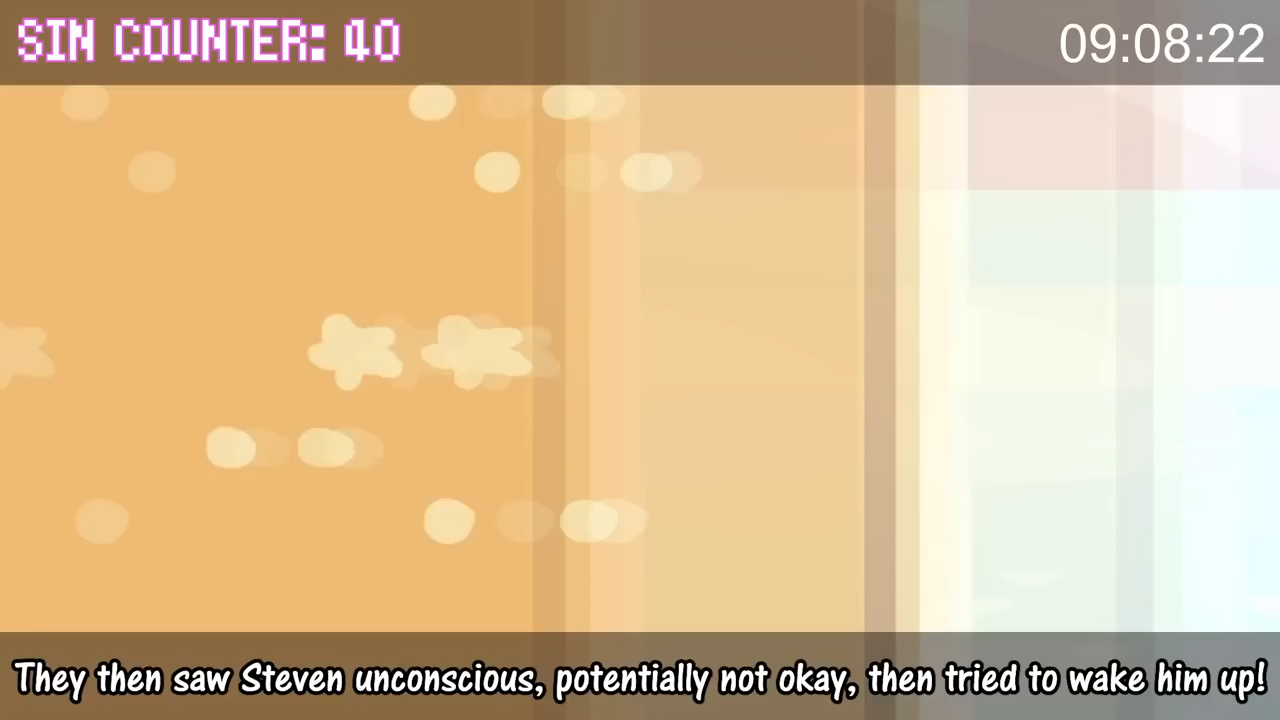 SIN COUNTER: 40
09:08:22
They then saw Steven unconscious, potentially not okay, then tried to wake him up!